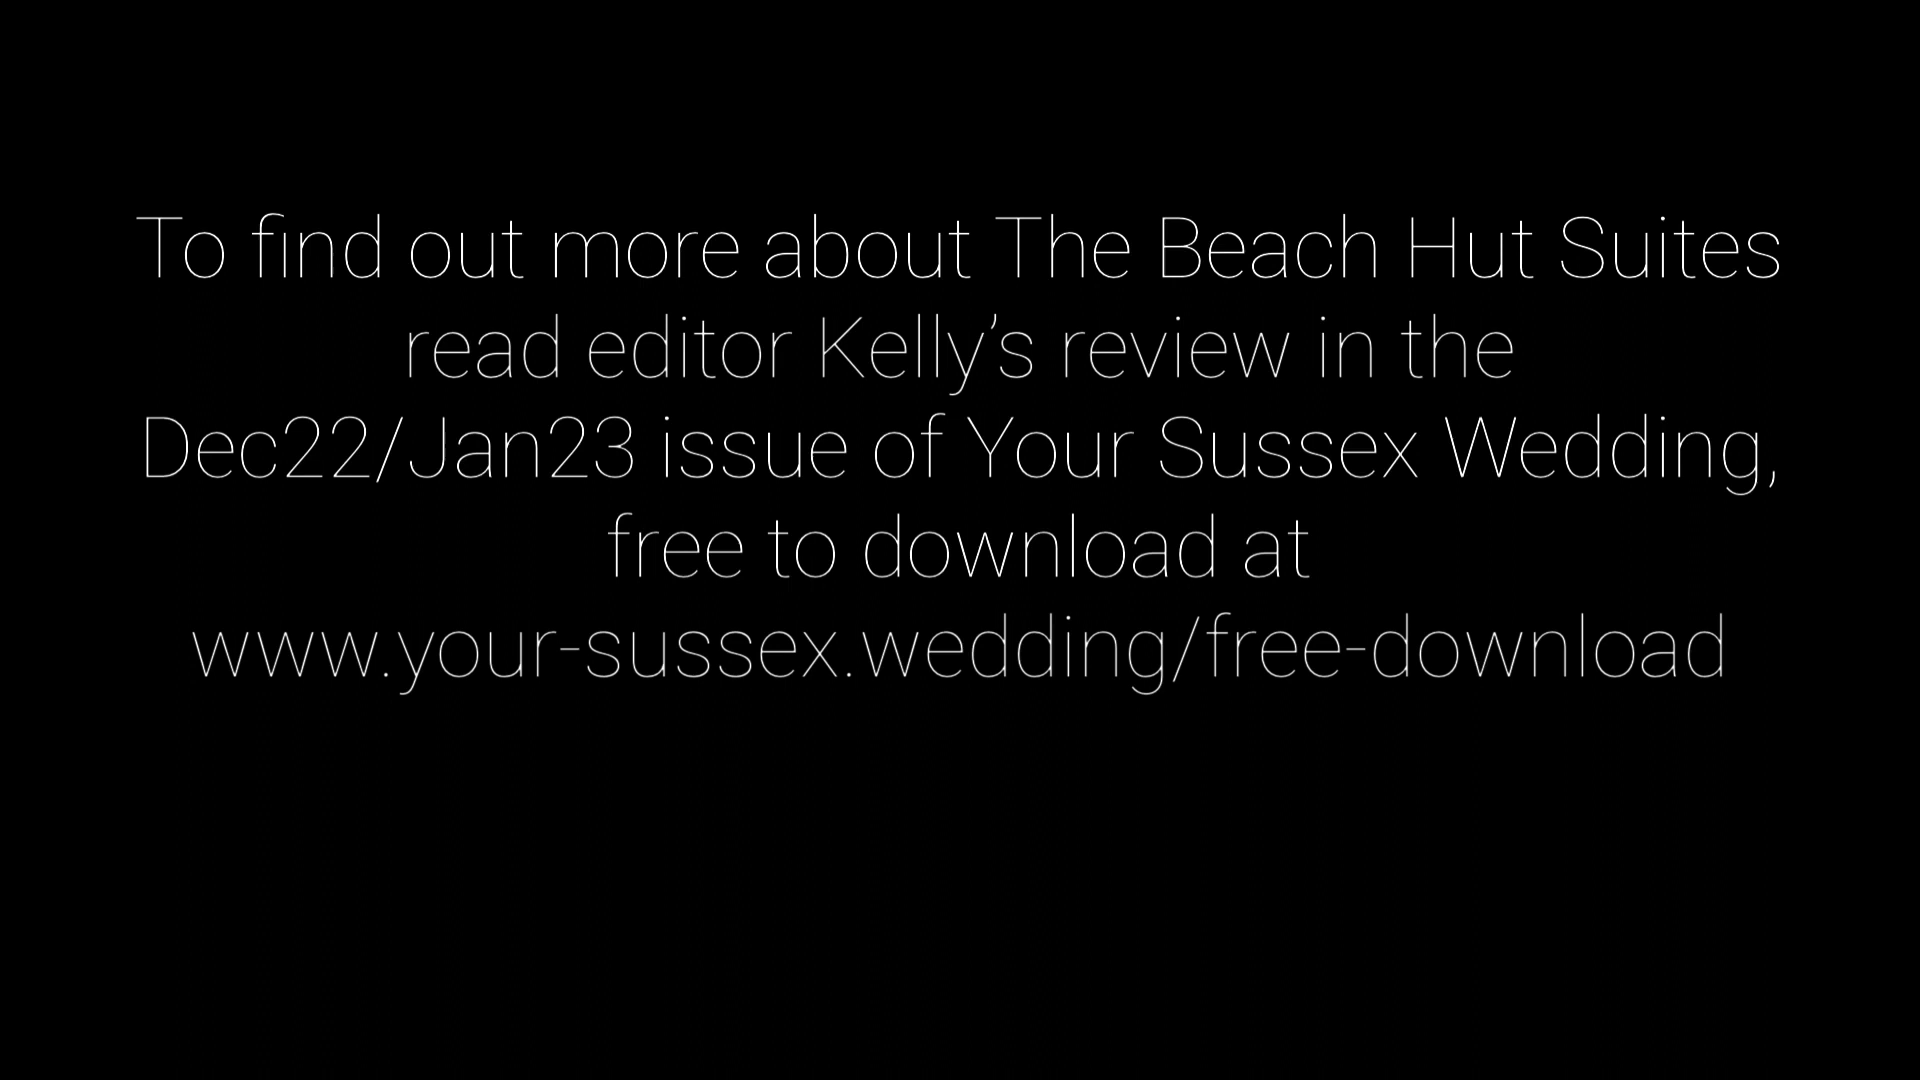 To find out more about The Beach Hut Suites
read editor Kelly’s review in the
Dec22/Jan23 issue of Your Sussex Wedding,
free to download at
www.your-sussex.wedding/free-download